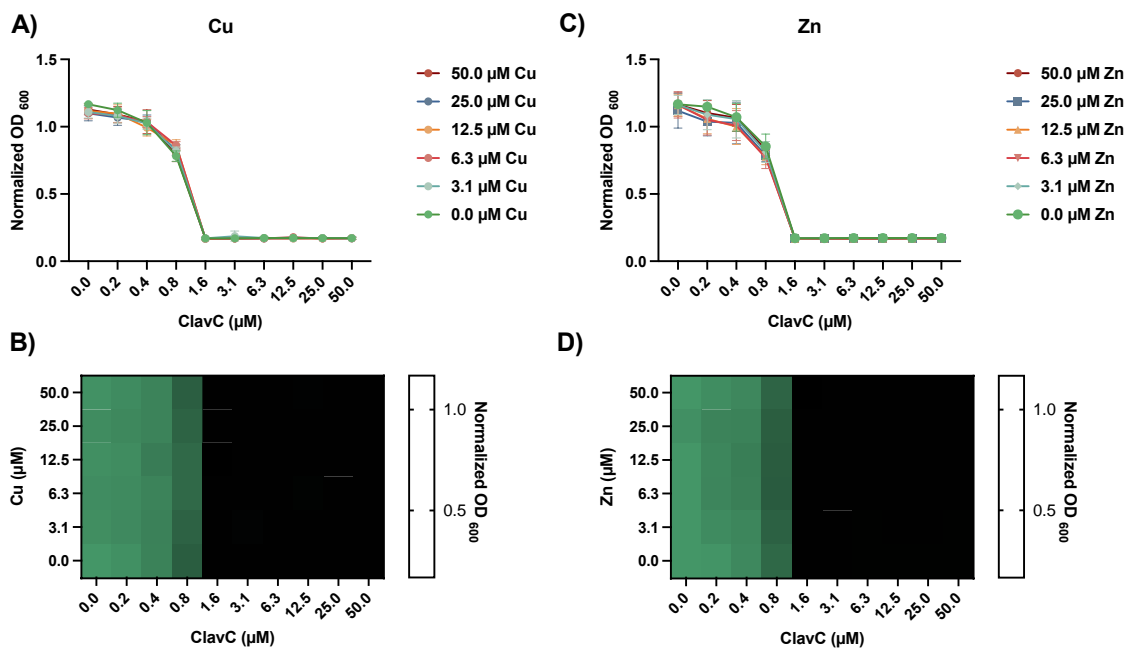 A)
Cu
Normalized OD 600
1.5
1.0
0.5
0.0
0.0 0.2 0.4 0.8 1.6 3.1 6.3 12.5 25.0 50.0
ClavC (µM)
50.0 µM Cu
25.0 µM Cu
12.5 µM Cu
6.3 µM Cu
3.1 µM Cu
0.0 µM Cu
C)
Zn
Normalized OD 600
1.5
1.0
0.5
0.0
0.0 0.2 0.4 0.8 1.6 3.1 6.3 12.5 25.0 50.0
ClavC (µM)
50.0 µM Zn
25.0 µM Zn
12.5 µM Zn
6.3 µM Zn
3.1 µM Zn
0.0 µM Zn
B)
Cu (µM)
50.0
25.0
12.5
6.3
3.1
0.0
0.0 0.2 0.4 0.8 1.6 3.1 6.3 12.5 25.0 50.0
ClavC (µM)
1.0
0.5
Normalized OD 600
D)
Zn (µM)
50.0
25.0
12.5
6.3
3.1
0.0
0.0 0.2 0.4 0.8 1.6 3.1 6.3 12.5 25.0 50.0
ClavC (µM)
1.0
0.5
Normalized OD 600